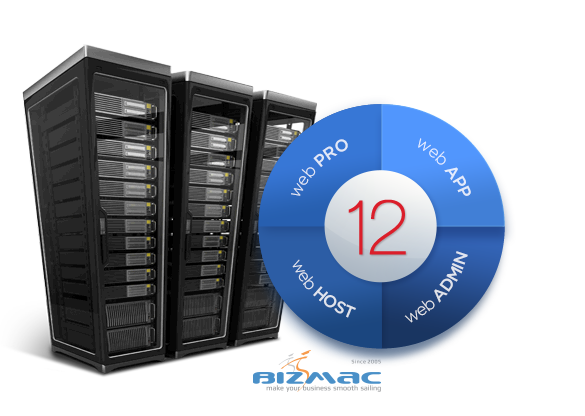 web PRO
web APP
12
web HOST
web ADMIN
Since 2005
BIZMAC
make your business smooth sailing